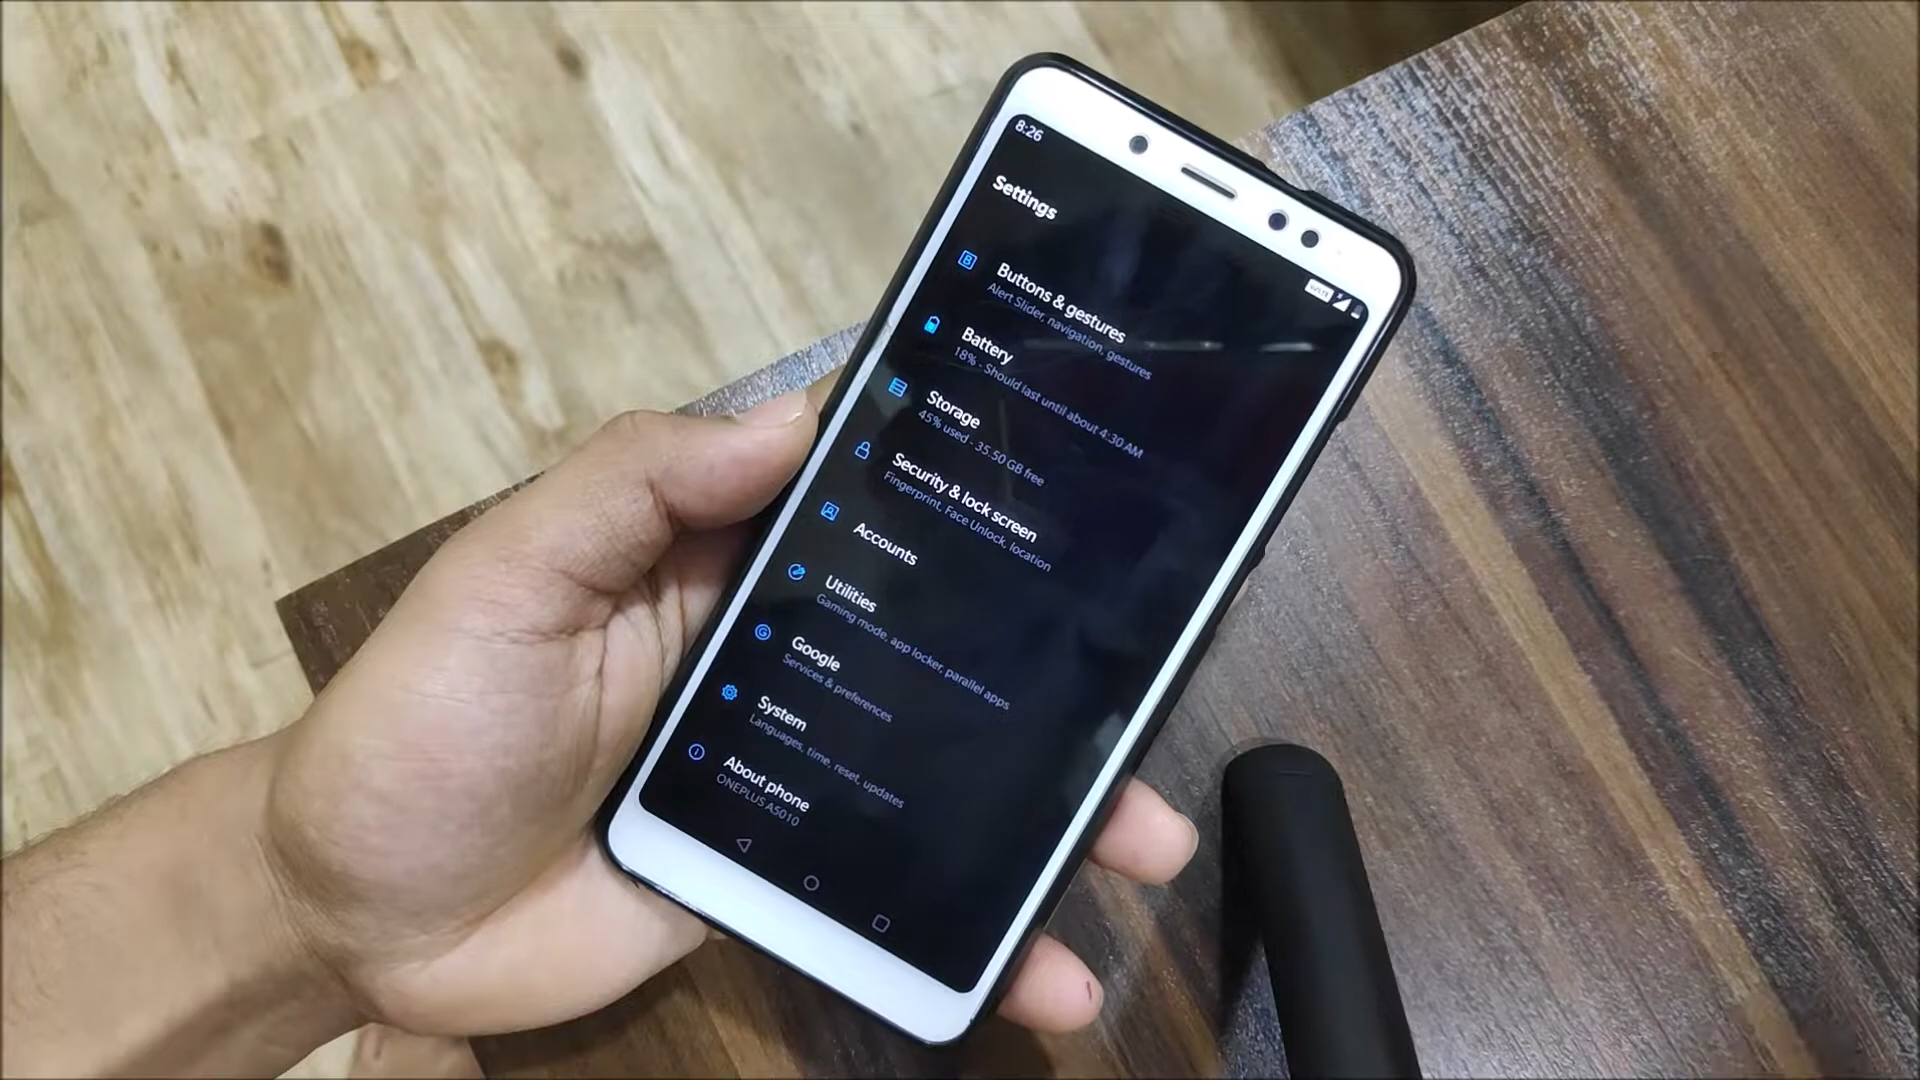 8:26
VoLTE
Settings
Buttons & gestures
Alert Slider, navigation, gestures
Battery
18% - Should last until about 4:30 AM
Storage
45% used - 35.50 GB free
Security & lock screen
Fingerprint, Face Unlock, location
Accounts
Utilities
Gaming mode, app locker, parallel apps
Google
Services & preferences
System
Languages, time, reset, updates
About phone
ONEPLUS A5010